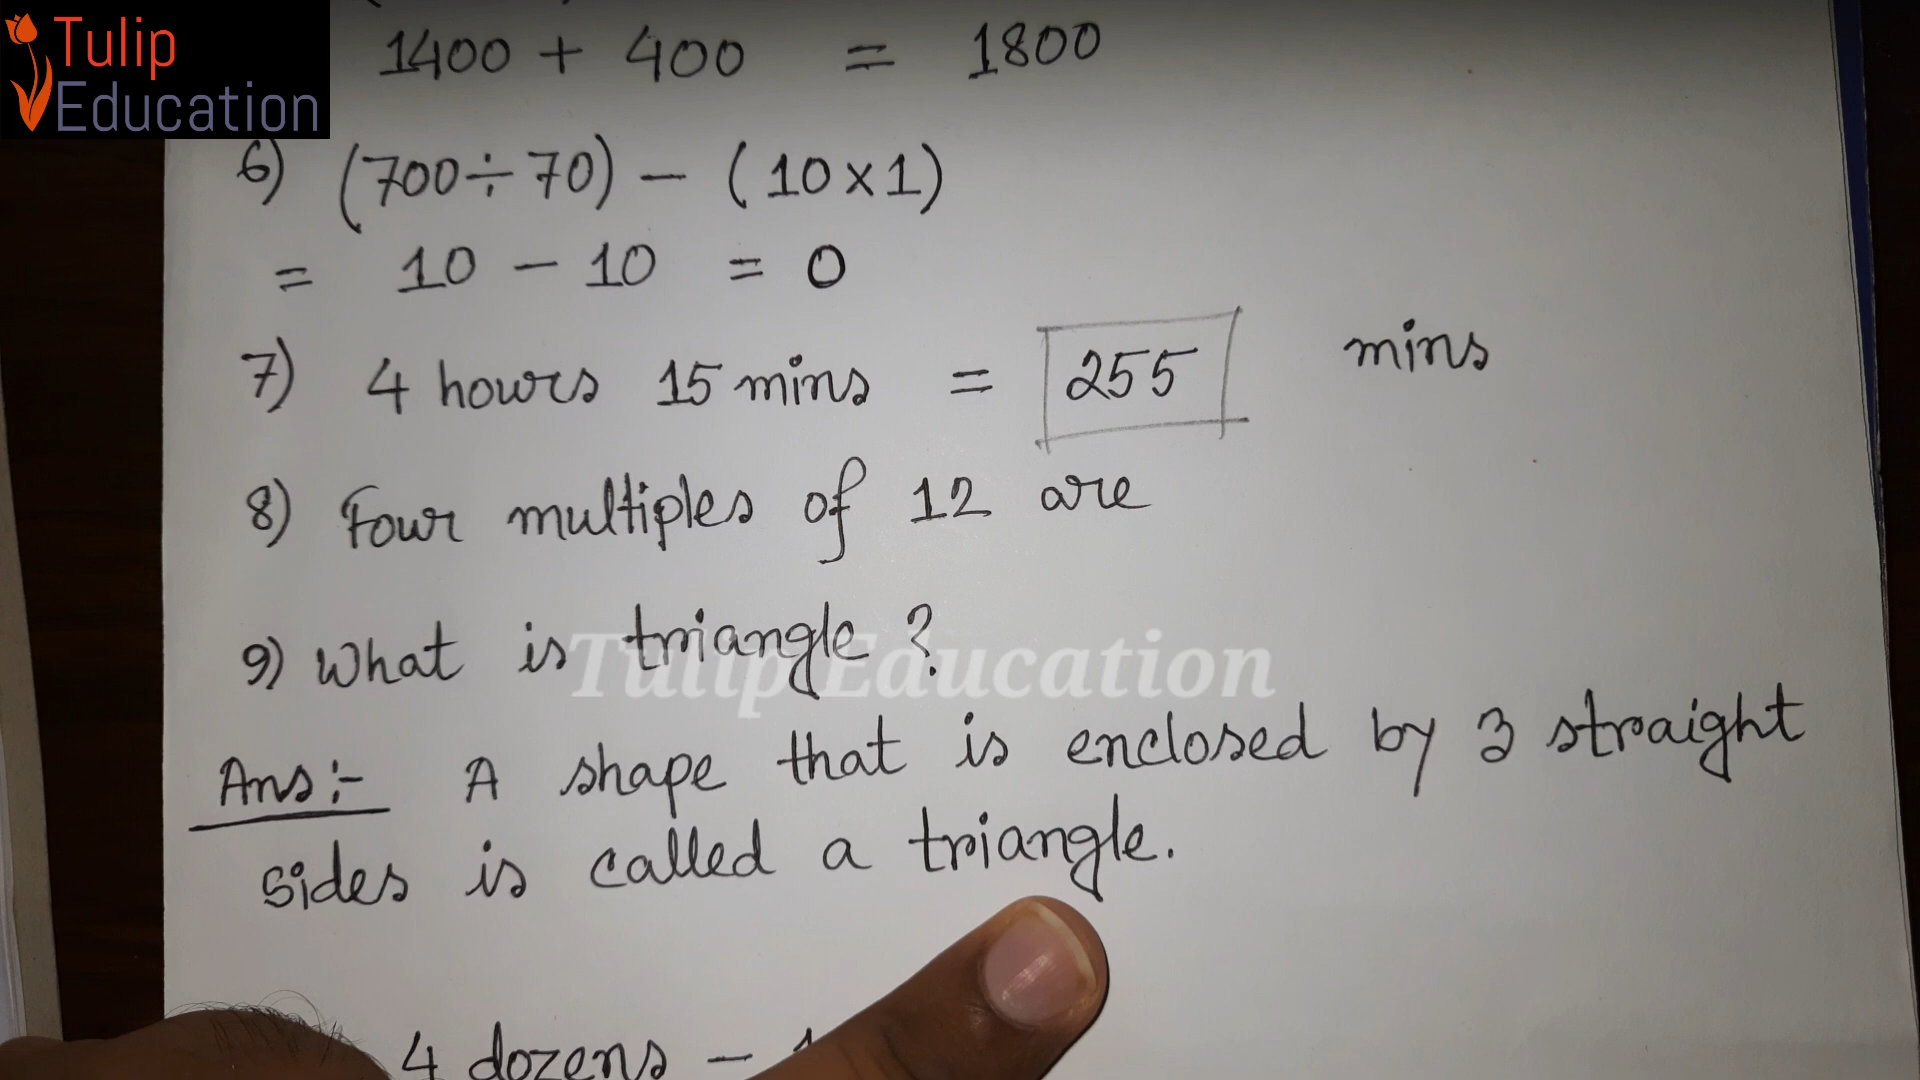 Tulip
Education
1400 + 400 = 1800
6) (700÷70) - (10×1)
= 10 - 10 = 0
7) 4 hours 15 mins = 255 mins
8) Four multiples of 12 are
9) What is triangle?
Tulip Education
Ans:- A shape that is enclosed by 3 straight
sides is called a triangle.
4 dozens -